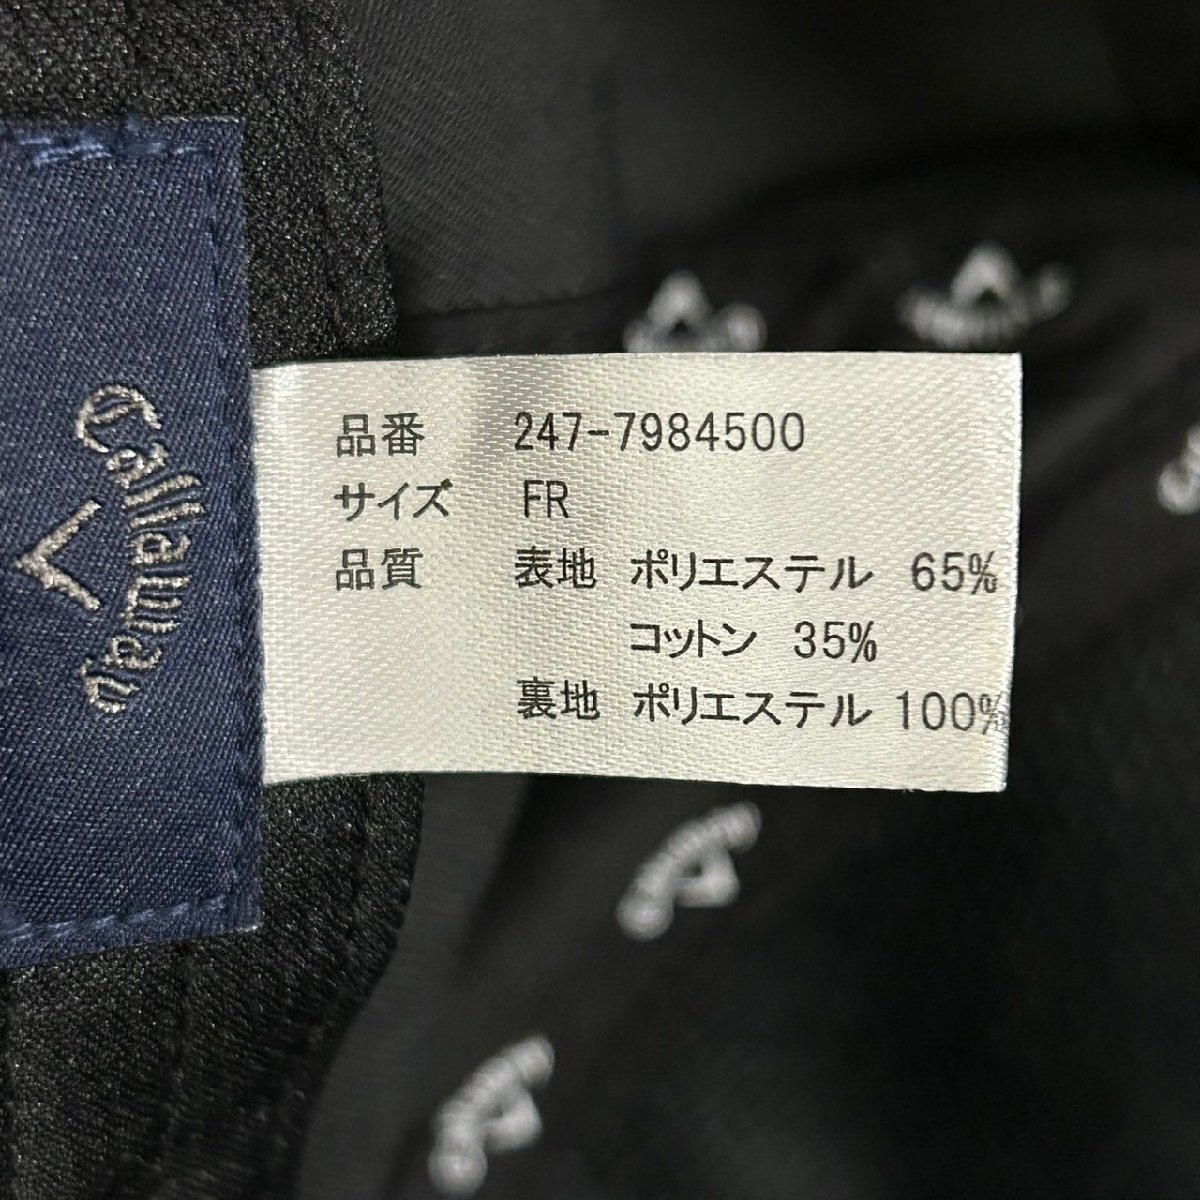 Callaway
品番 247-7984500
サイズ FR
品質 表地 ポリエステル 65%
コットン 35%
裏地 ポリエステル 100%